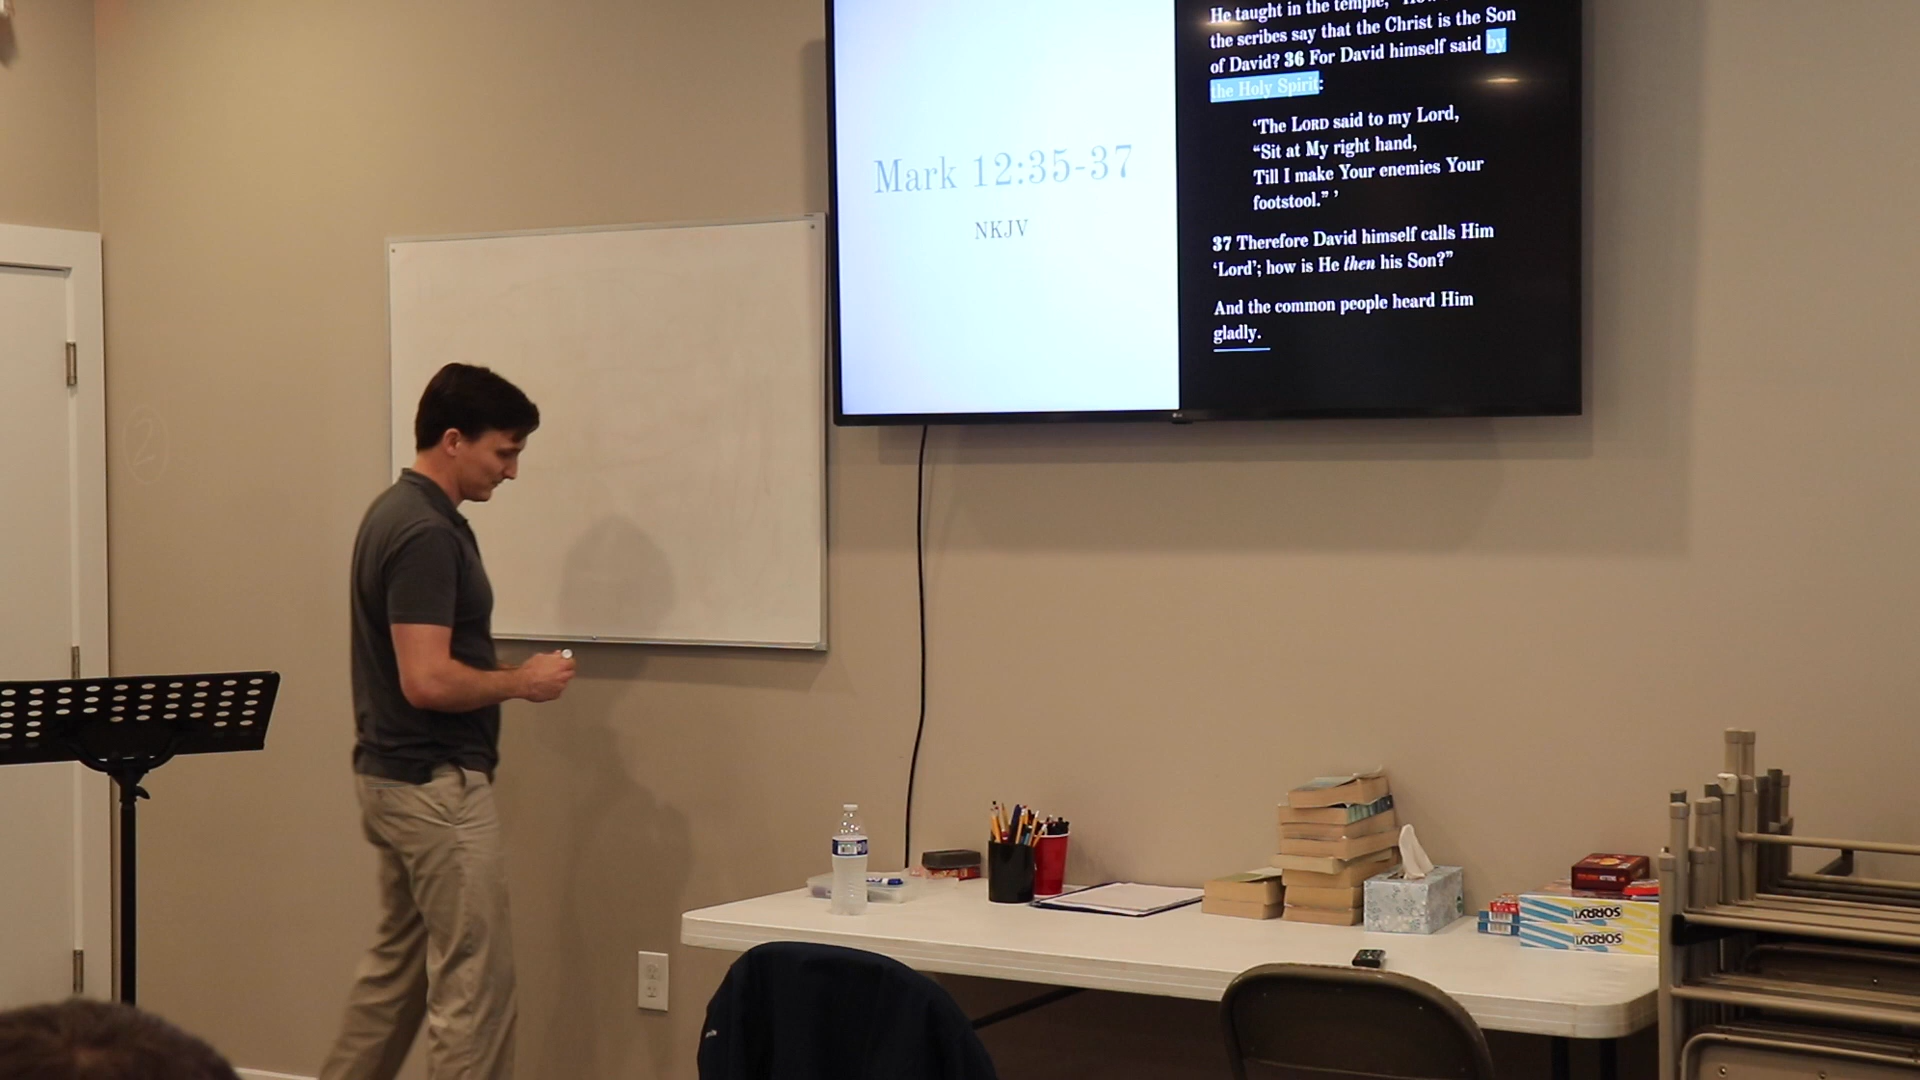 Mark 12:35-37
NKJV
He taught in the temple,
the scribes say that the Christ is the Son
of David? 36 For David himself said by
the Holy Spirit:
‘The LORD said to my Lord,
“Sit at My right hand,
Till I make Your enemies Your
footstool.” ’
37 Therefore David himself calls Him
‘Lord’; how is He then his Son?”
And the common people heard Him
gladly.
2
SORRY!
SORRY!